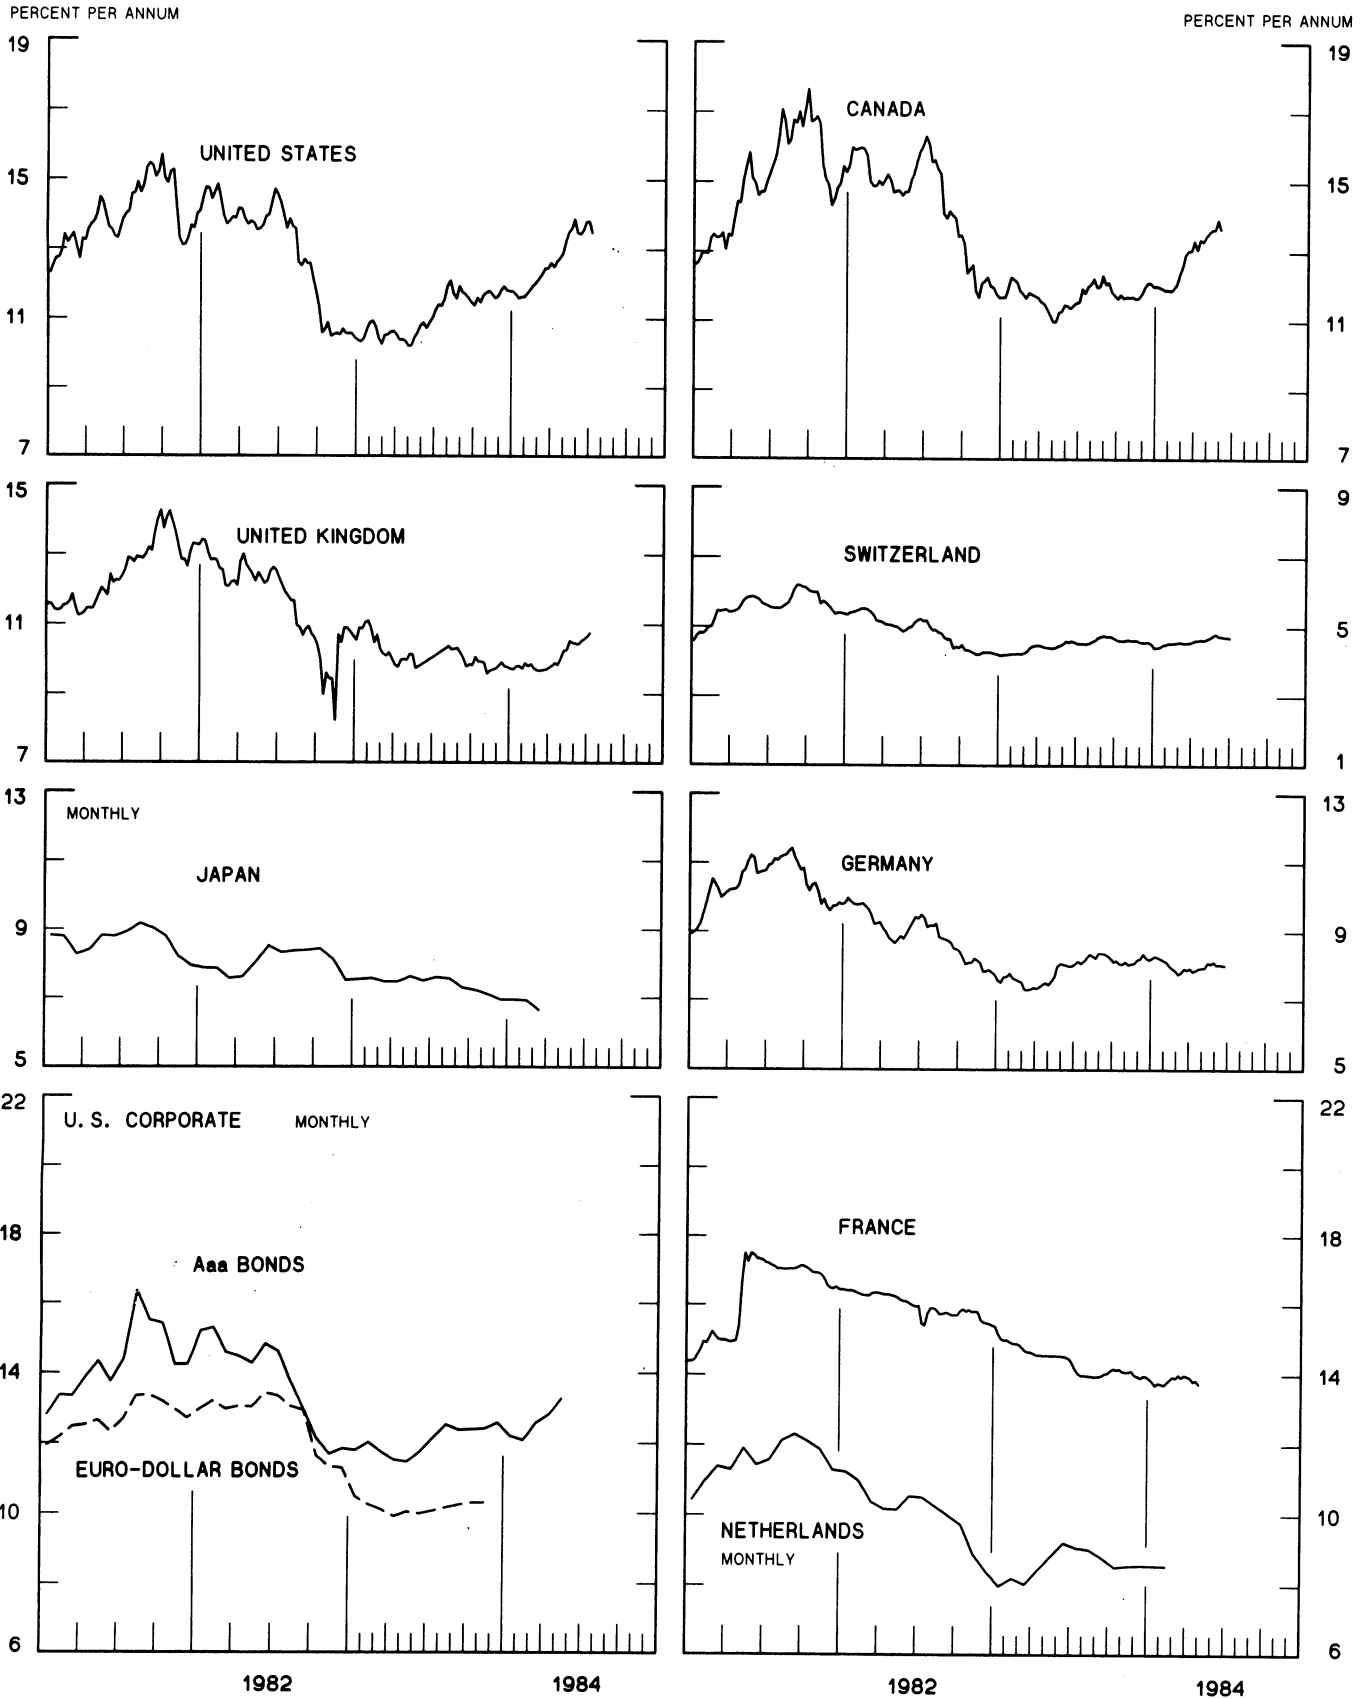 PERCENT PER ANNUM
PERCENT PER ANNUM
19
15
11
7
UNITED STATES
CANADA
19
15
11
7
15
11
7
UNITED KINGDOM
SWITZERLAND
9
5
1
13
9
5
MONTHLY
JAPAN
GERMANY
13
9
5
22
18
14
10
6
U.S. CORPORATE MONTHLY
Aaa BONDS
EURO-DOLLAR BONDS
FRANCE
NETHERLANDS
MONTHLY
22
18
14
10
6
1982 1984
1982 1984